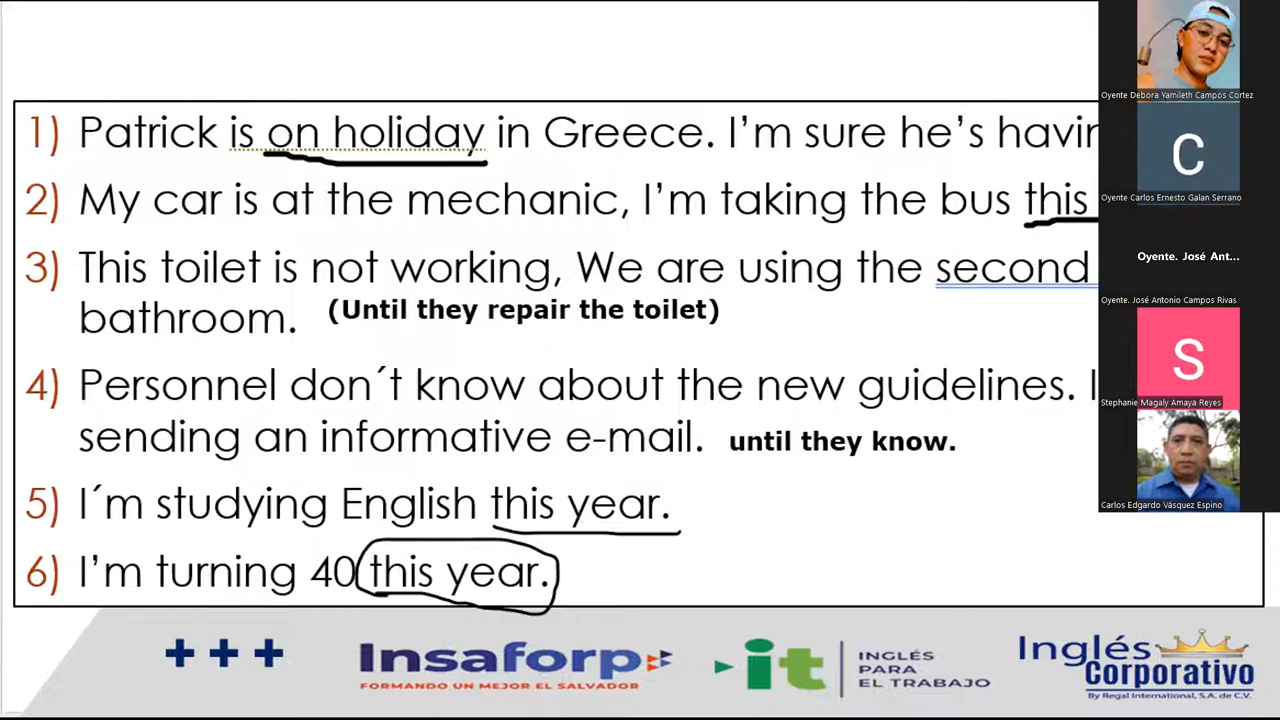 1) Patrick is on holiday in Greece. I'm sure he's havin
2) My car is at the mechanic, I'm taking the bus this
3) This toilet is not working, We are using the second
bathroom. (Until they repair the toilet)
4) Personnel don´t know about the new guidelines. I
sending an informative e-mail. until they know.
5) I´m studying English this year.
6) I'm turning 40 this year.
Oyente Débora Yamileth Campos Cortez
C
Oyente Carlos Ernesto Galan Serrano
Oyente. José Ant...
Oyente. José Antonio Campos Rivas
S
Stephanie Magaly Amaya Reyes
Carlos Edgardo Vásquez Espino
+++
Insaforp
FORMANDO UN MEJOR EL SALVADOR
it
INGLÉS
PARA
EL TRABAJO
Inglés
Corporativo
By Regal International, S.A. de C.V.